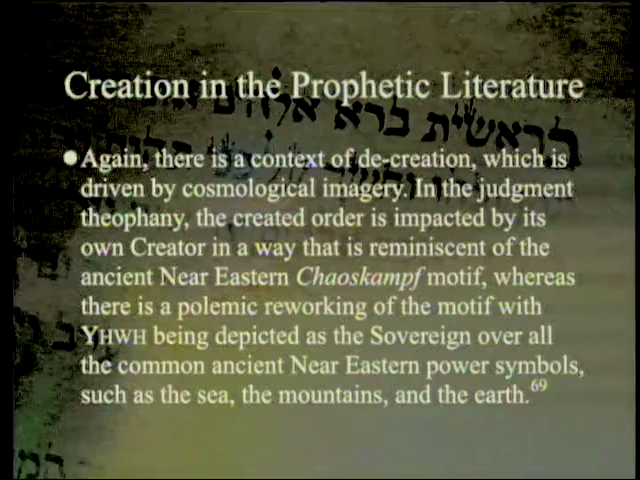 Creation in the Prophetic Literature
בראשית ברא אלהים
● Again, there is a context of de-creation, which is
driven by cosmological imagery. In the judgment
theophany, the created order is impacted by its
own Creator in a way that is reminiscent of the
ancient Near Eastern Chaoskampf motif, whereas
there is a polemic reworking of the motif with
YHWH being depicted as the Sovereign over all
the common ancient Near Eastern power symbols,
such as the sea, the mountains, and the earth.69